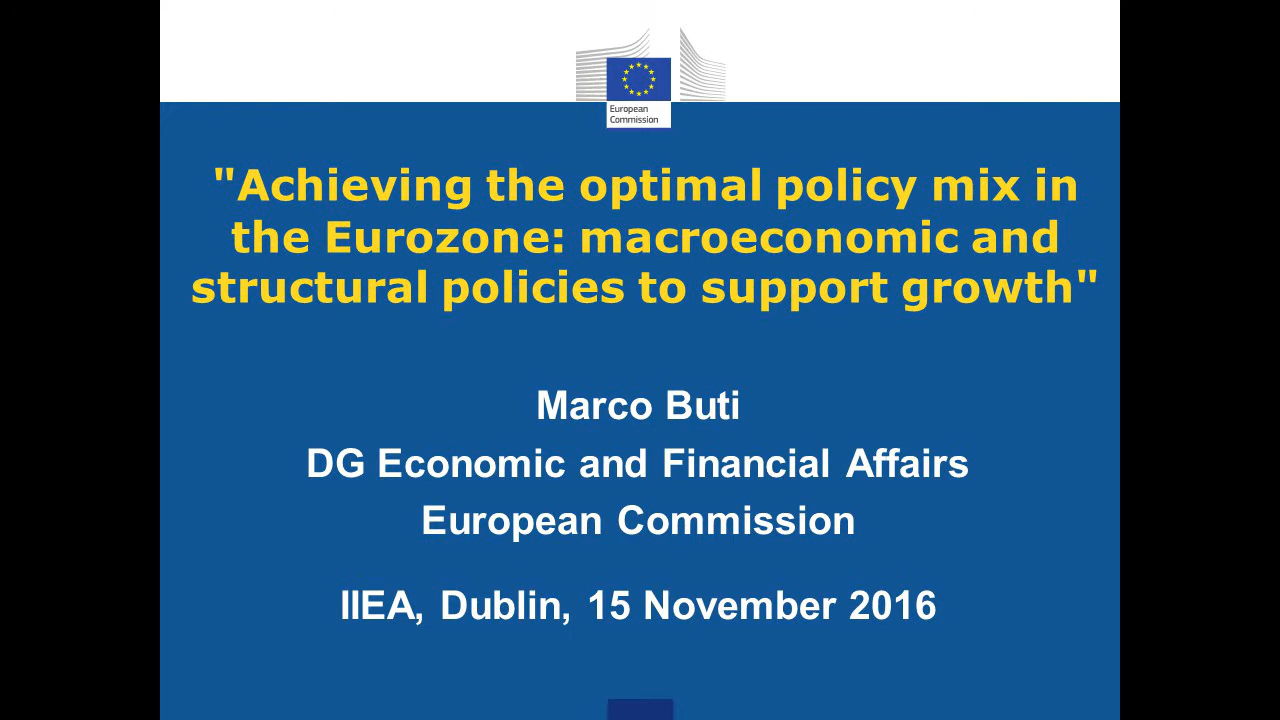 European
Commission
"Achieving the optimal policy mix in
the Eurozone: macroeconomic and
structural policies to support growth"
Marco Buti
DG Economic and Financial Affairs
European Commission
IIEA, Dublin, 15 November 2016